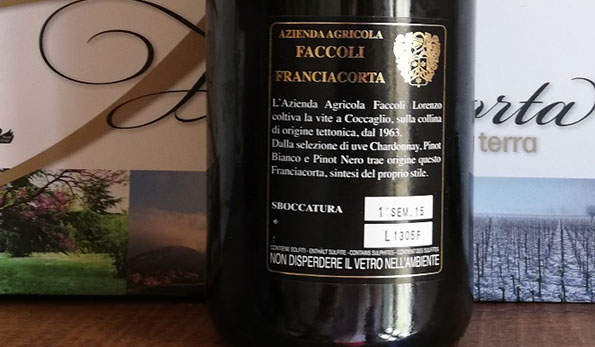 AZIENDA AGRICOLA
FACCOLI
FRANCIACORTA
L'Azienda Agricola Faccoli Lorenzo
coltiva la vite a Coccaglio, sulla collina
di origine tettonica, dal 1963.
Dalla selezione di uve Chardonnay, Pinot
Bianco e Pinot Nero trae origine questo
Franciacorta, sintesi del proprio stile.
SBOCCATURA
1°SEM.15
L1305F
CONTIENE SOLFITI - ENTHÄLT SULFITE - CONTAINS SULPHITES - CONTIENT DES SULFITES
NON DISPERDERE IL VETRO NELL'AMBIENTE
orta
terra